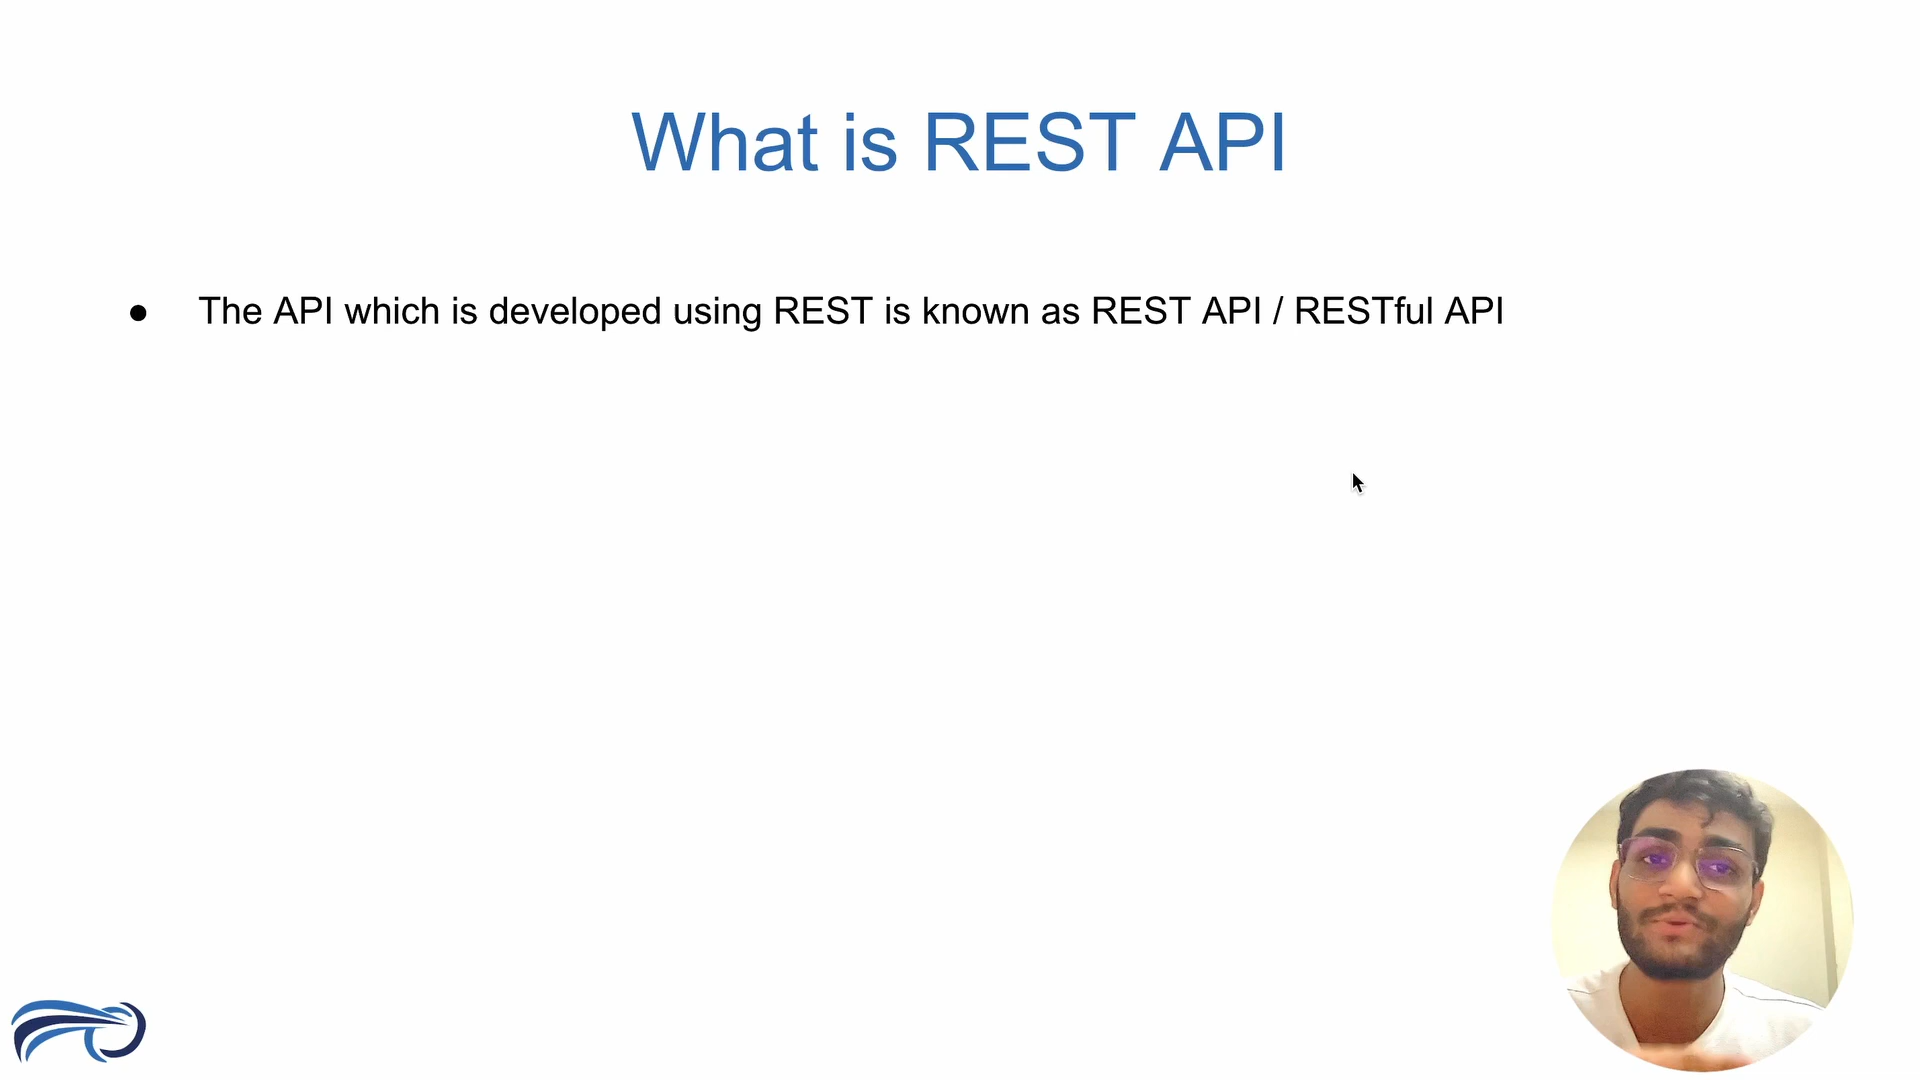 What is REST API
● The API which is developed using REST is known as REST API / RESTful API